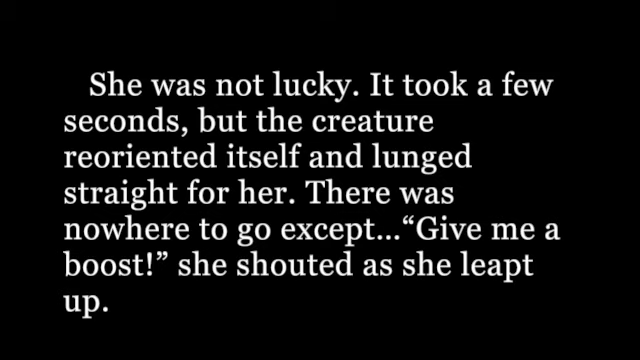 She was not lucky. It took a few
seconds, but the creature
reoriented itself and lunged
straight for her. There was
nowhere to go except...“Give me a
boost!” she shouted as she leapt
up.